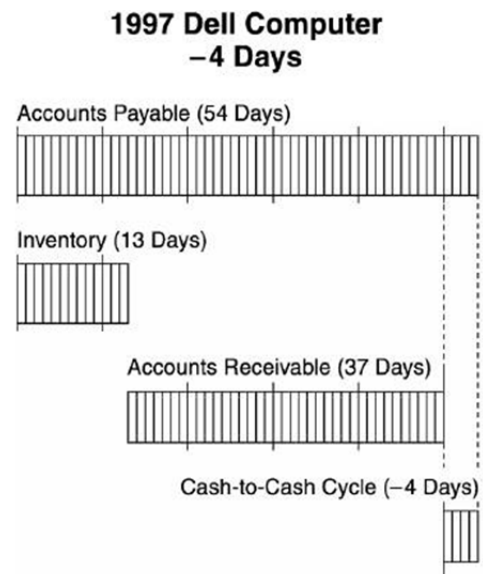 1997 Dell Computer
−4 Days
Accounts Payable (54 Days)
Inventory (13 Days)
Accounts Receivable (37 Days)
Cash-to-Cash Cycle (−4 Days)